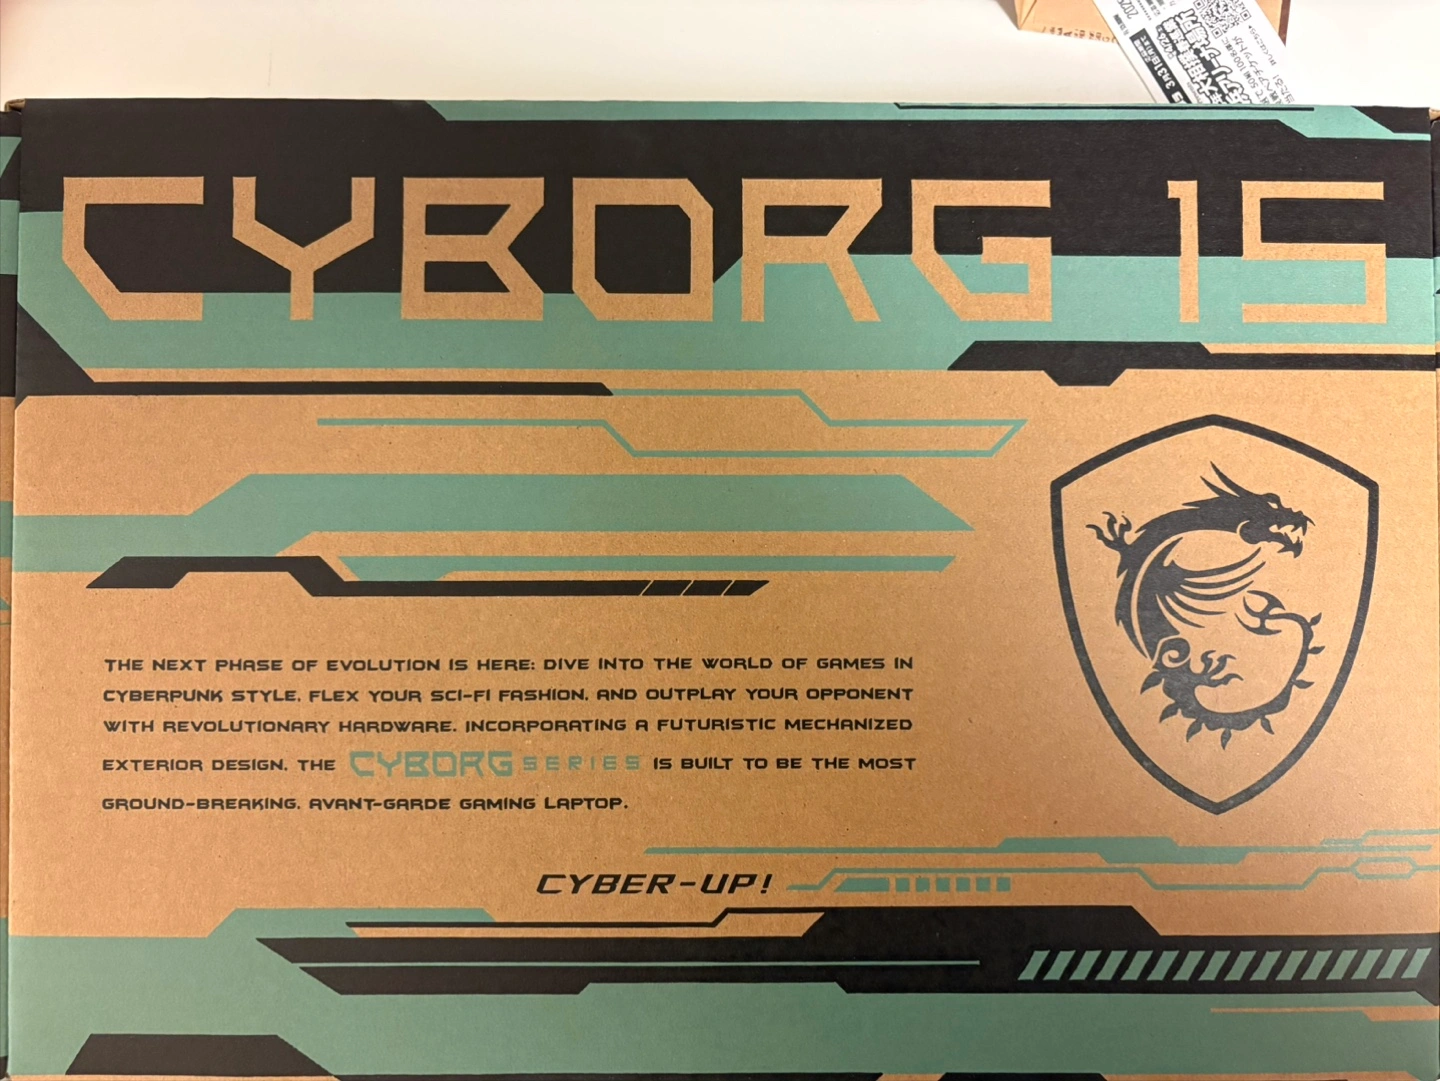 CYBORG 15
THE NEXT PHASE OF EVOLUTION IS HERE: DIVE INTO THE WORLD OF GAMES IN
CYBERPUNK STYLE, FLEX YOUR SCI-FI FASHION, AND OUTPLAY YOUR OPPONENT
WITH REVOLUTIONARY HARDWARE. INCORPORATING A FUTURISTIC MECHANIZED
EXTERIOR DESIGN, THE CYBORG SERIES IS BUILT TO BE THE MOST
GROUND-BREAKING, AVANT-GARDE GAMING LAPTOP.
CYBER-UP!